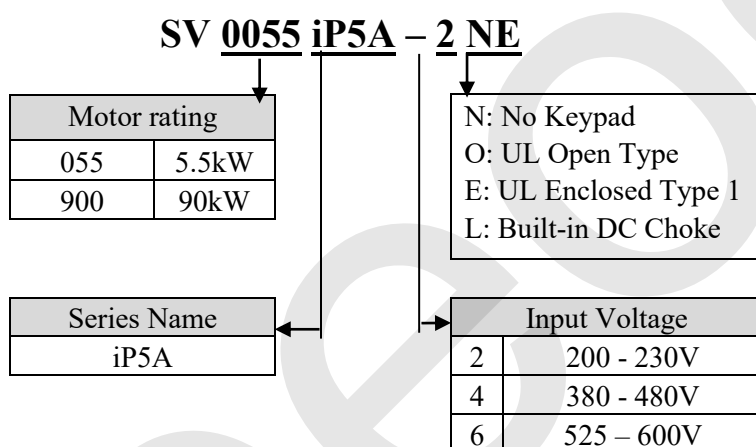 SV 0055 iP5A – 2 NE
Motor rating
055 5.5kW
900 90kW
N: No Keypad
O: UL Open Type
E: UL Enclosed Type 1
L: Built-in DC Choke
Series Name
iP5A
Input Voltage
2 200 - 230V
4 380 - 480V
6 525 – 600V